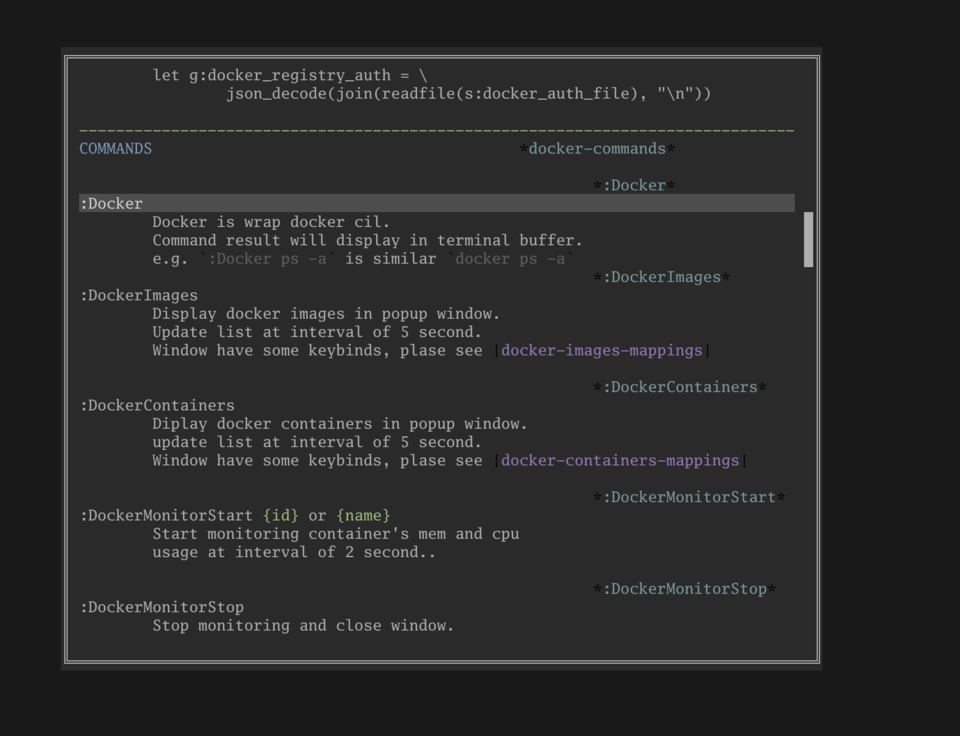 let g:docker_registry_auth = \
json_decode(join(readfile(s:docker_auth_file), "\n"))
------------------------------------------------------------------------------
COMMANDS *docker-commands*
*:Docker*
:Docker
Docker is wrap docker cil.
Command result will display in terminal buffer.
e.g. `:Docker ps -a` is similar `docker ps -a`
*:DockerImages*
:DockerImages
Display docker images in popup window.
Update list at interval of 5 second.
Window have some keybinds, plase see |docker-images-mappings|
*:DockerContainers*
:DockerContainers
Diplay docker containers in popup window.
update list at interval of 5 second.
Window have some keybinds, plase see |docker-containers-mappings|
*:DockerMonitorStart*
:DockerMonitorStart {id} or {name}
Start monitoring container's mem and cpu
usage at interval of 2 second..
*:DockerMonitorStop*
:DockerMonitorStop
Stop monitoring and close window.